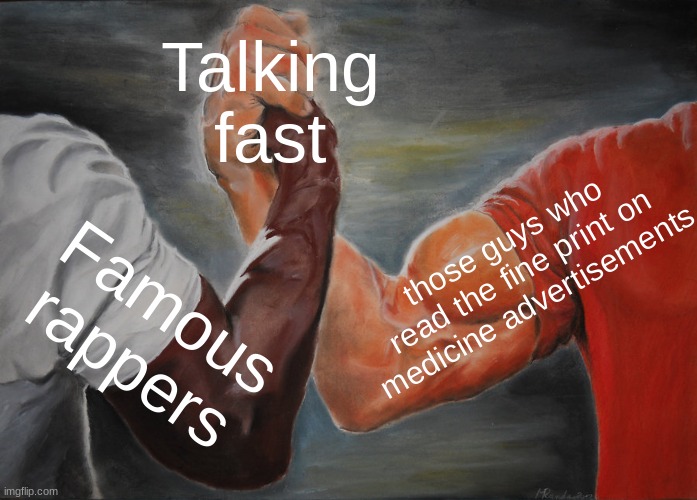 Talking
fast
Famous
rappers
those guys who
read the fine print on
medicine advertisements
imgflip.com